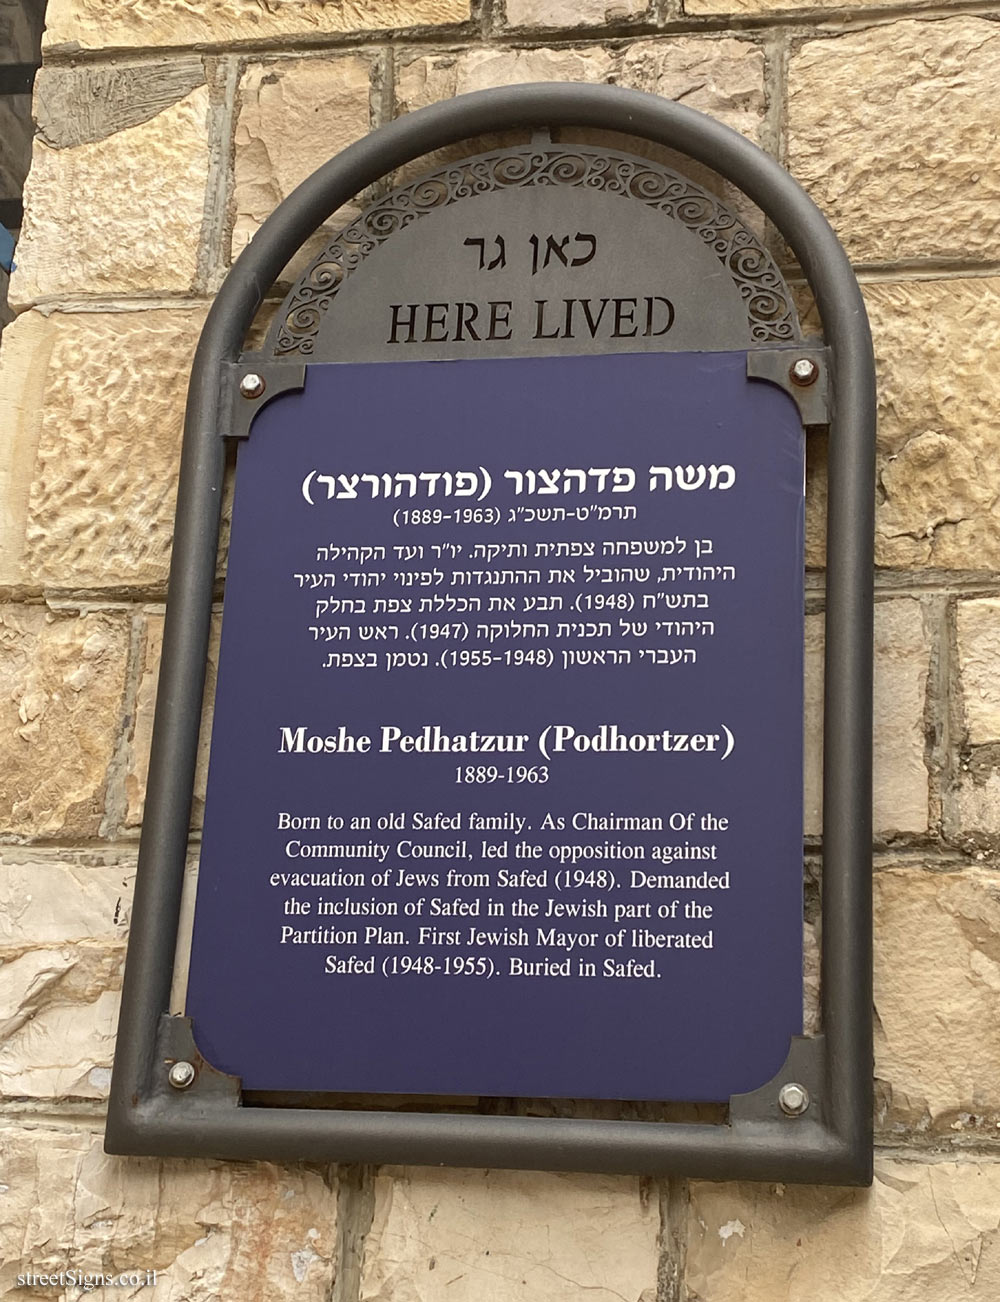 כאן גר
HERE LIVED
משה פדהצור (פודהורצר)
תרמ"ט-תשכ"ג (1889-1963)
בן למשפחה צפתית ותיקה. יו"ר ועד הקהילה
היהודית, שהוביל את ההתנגדות לפינוי יהודי העיר
בתש"ח (1948). תבע את הכללת צפת בחלק
היהודי של תכנית החלוקה (1947). ראש העיר
העברי הראשון (1955-1948). נטמן בצפת.
Moshe Pedhatzur (Podhortzer)
1889-1963
Born to an old Safed family. As Chairman Of the
Community Council, led the opposition against
evacuation of Jews from Safed (1948). Demanded
the inclusion of Safed in the Jewish part of the
Partition Plan. First Jewish Mayor of liberated
Safed (1948-1955). Buried in Safed.
streetSigns.co.il